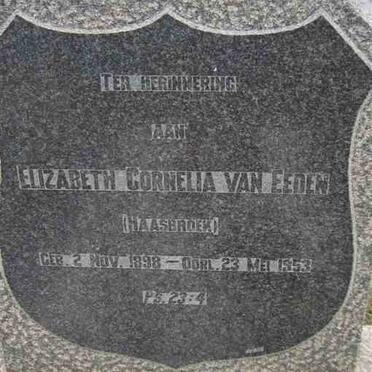 TER HERINNERING
AAN
ELIZABETH CORNELIA VAN EEDEN
(HAASBROEK)
GEB. 2 NOV. 1898 — OORL. 23 MEI 1953
PS. 23-4